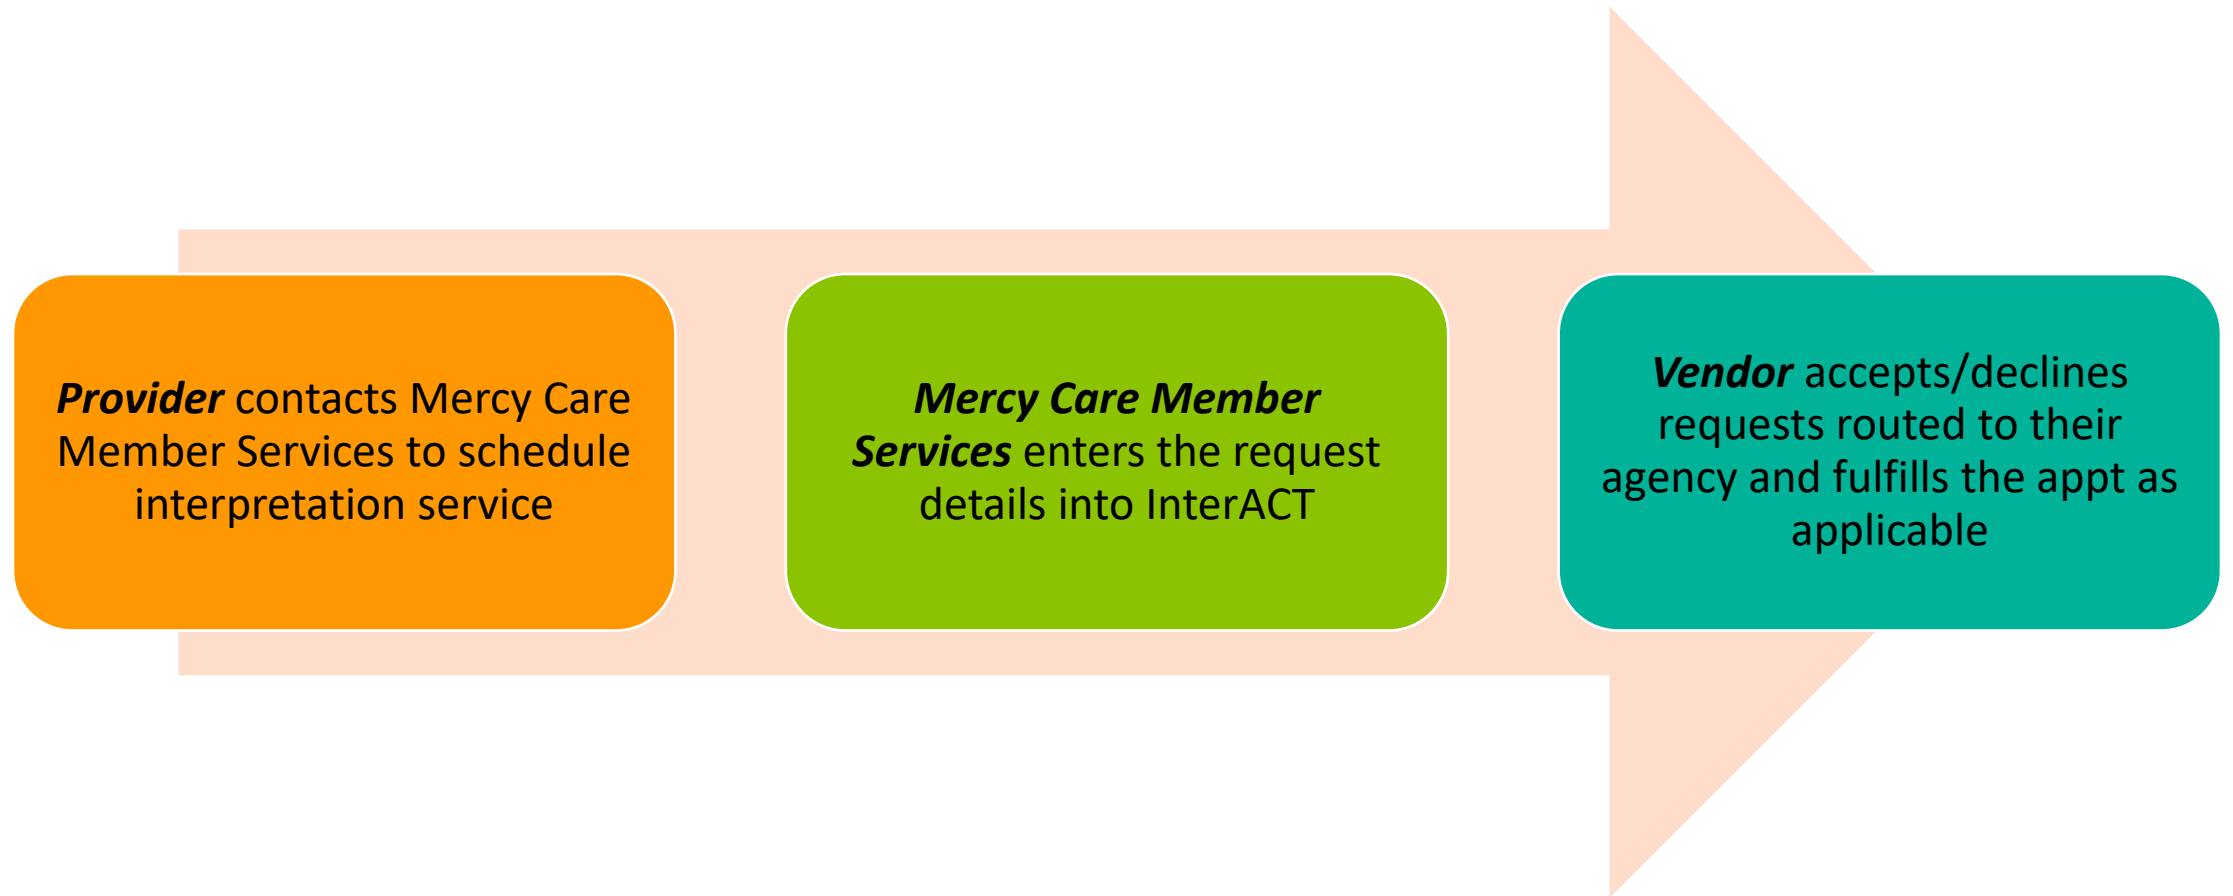 Provider contacts Mercy Care
Member Services to schedule
interpretation service
Mercy Care Member
Services enters the request
details into InterACT
Vendor accepts/declines
requests routed to their
agency and fulfills the appt as
applicable